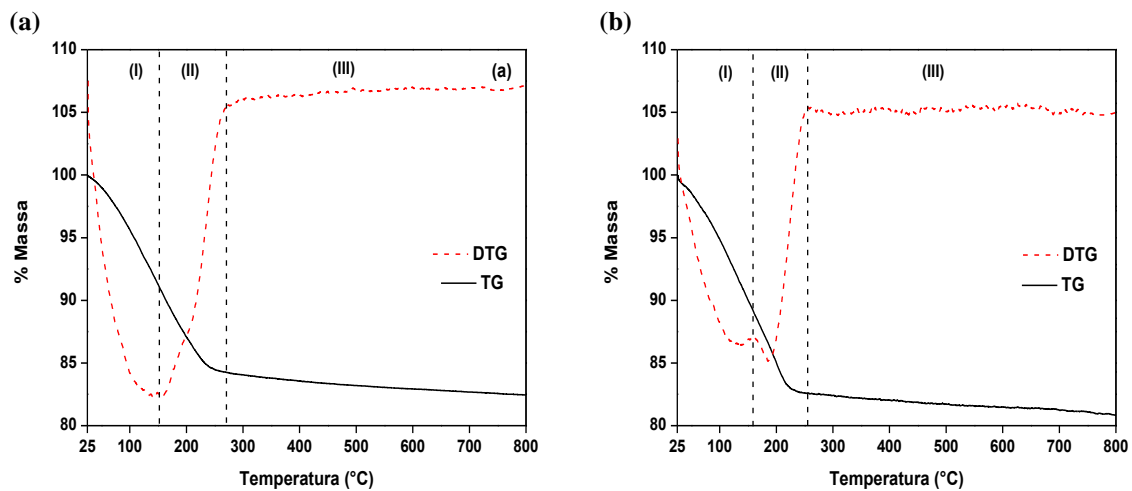 (a)
110
105
100
95
90
85
80
% Massa
(I)
(II)
(III)
(a)
DTG
TG
25 100 200 300 400 500 600 700 800
Temperatura (°C)
(b)
110
105
100
95
90
85
80
% Massa
(I)
(II)
(III)
DTG
TG
25 100 200 300 400 500 600 700 800
Temperatura (°C)